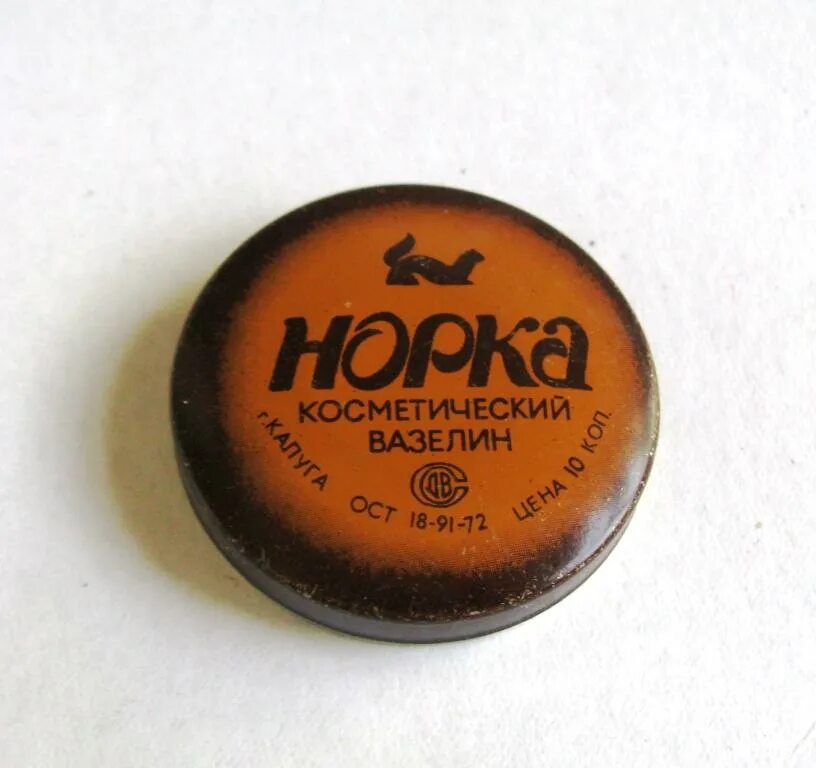 НОРКа
КОСМЕТИЧЕСКИЙ
ВАЗЕЛИН
г. КАЛУГА
ОСТ 18-91-72
ЦЕНА 10 КОП.